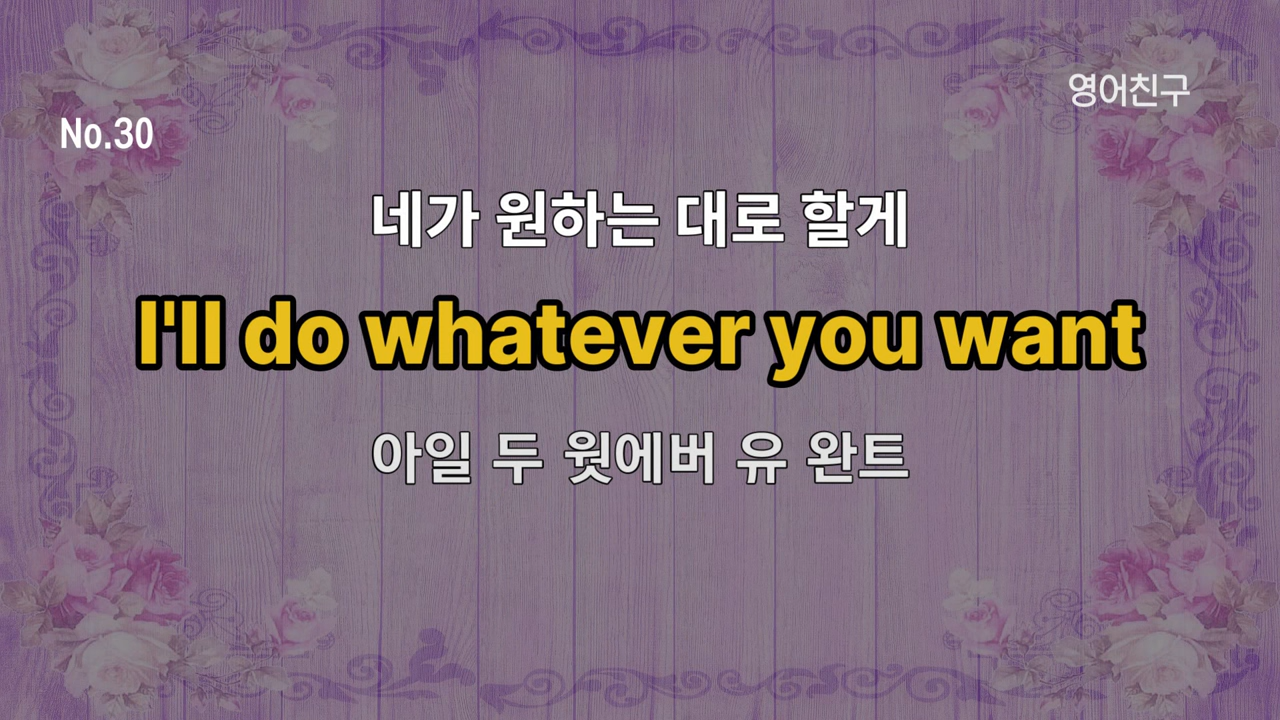 영어친구
No.30
네가 원하는 대로 할게
I'll do whatever you want
아일 두 윗에버 유 완트